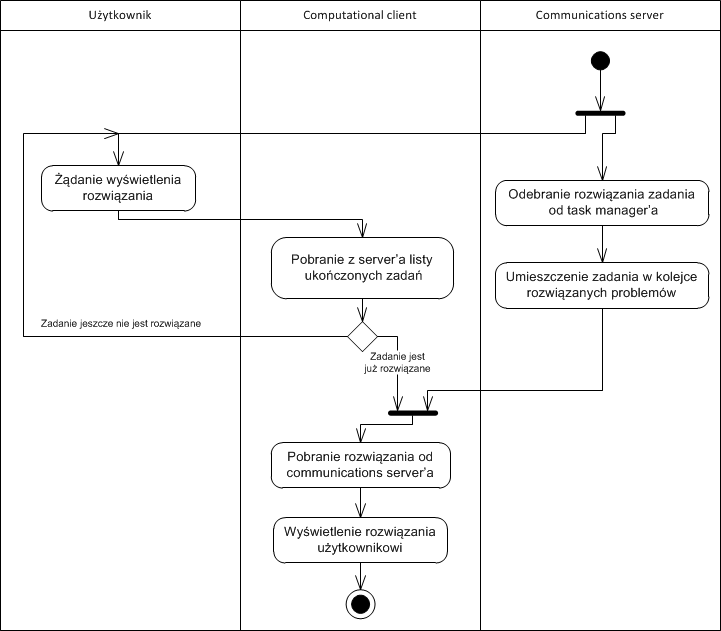 Użytkownik
Computational client
Communications server
Żądanie wyświetlenia
rozwiązania
Odebranie rozwiązania zadania
od task manager'a
Pobranie z server'a listy
ukończonych zadań
Umieszczenie zadania w kolejce
rozwiązanych problemów
Zadanie jeszcze nie jest rozwiązane
Zadanie jest
już rozwiązane
Pobranie rozwiązania od
communications server'a
Wyświetlenie rozwiązania
użytkownikowi